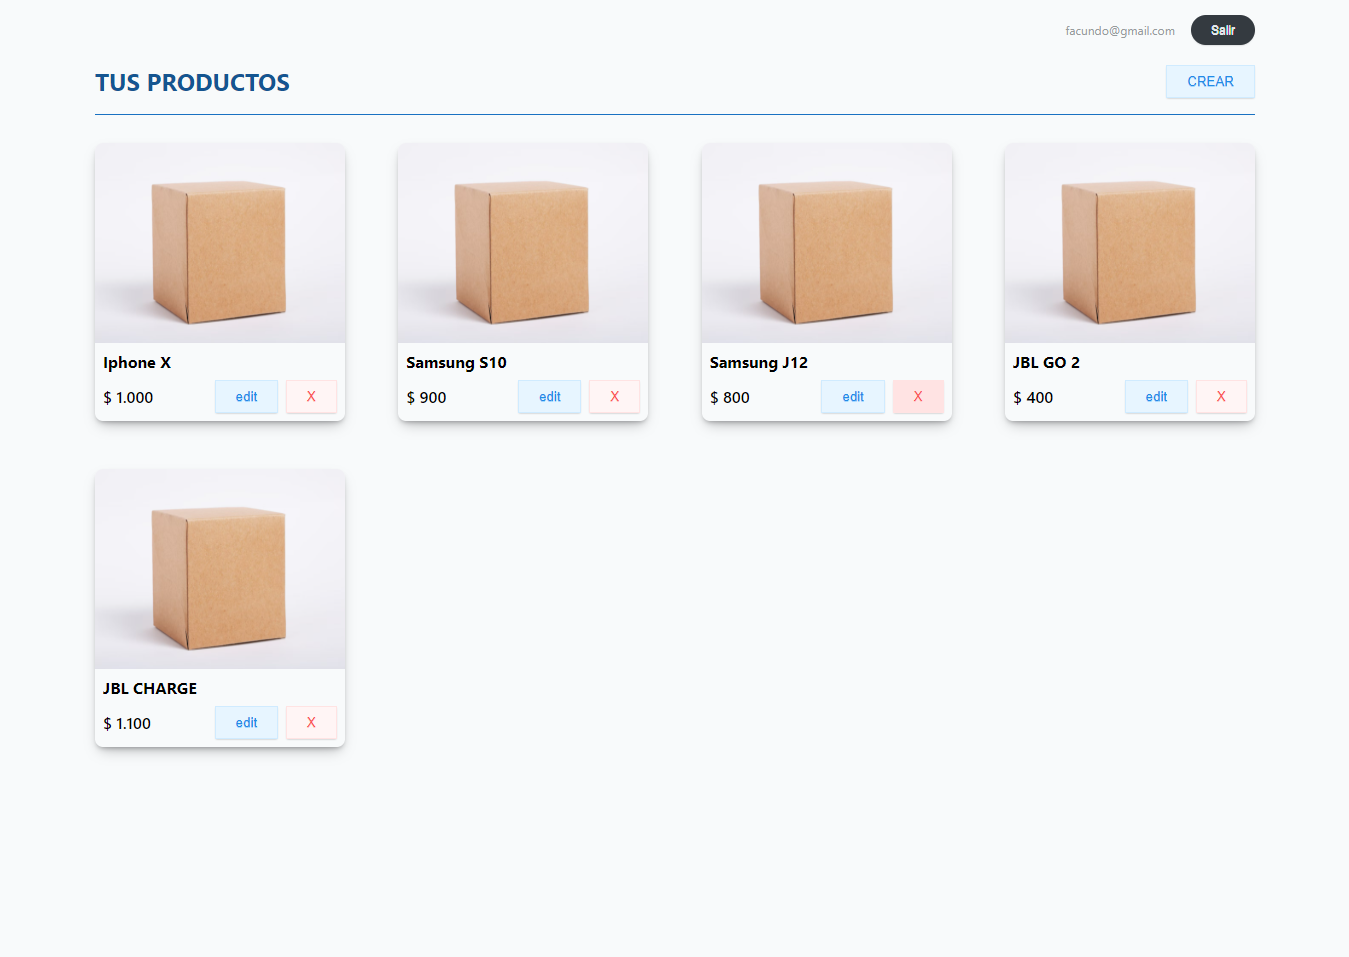 facundo@gmail.com Salir
TUS PRODUCTOS CREAR
Iphone X
$ 1.000 edit X
Samsung S10
$ 900 edit X
Samsung J12
$ 800 edit X
JBL GO 2
$ 400 edit X
JBL CHARGE
$ 1.100 edit X